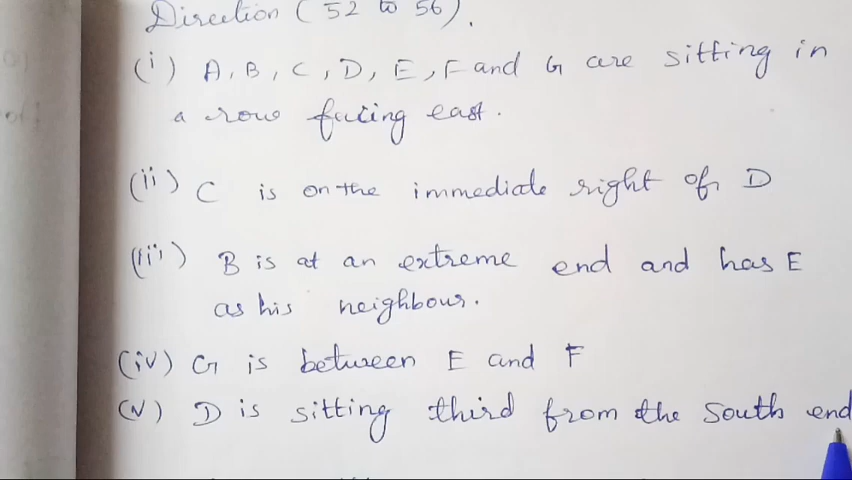 Direction (52 to 56).
(i) A, B, C, D, E, F and G are sitting in
a row facing east.
(ii) C is on the immediate right of D
(iii) B is at an extreme end and has E
as his neighbour.
(iv) G is between E and F
(v) D is sitting third from the south end